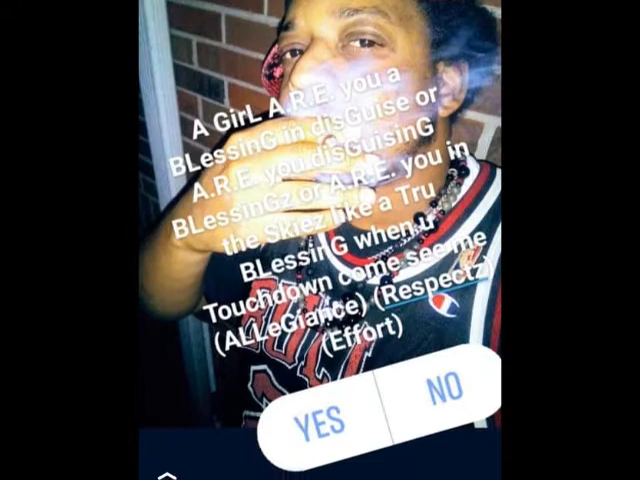 A GirL A.R.E. you a
BLessinG in disGuise or
A.R.E. you disGuisinG
BLessinGz or A.R.E. you in
the Skiez like a Tru
BLessinG when u
Touchdown come see me
(ALLeGiance) (Respectz)
(Effort)
YES
NO
BULL